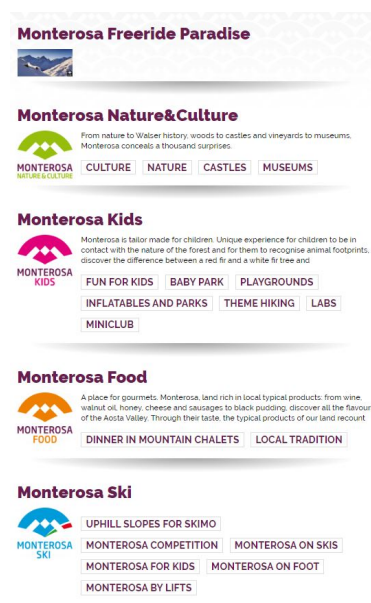 Monterosa Freeride Paradise
Monterosa Nature&Culture
From nature to Walser history, woods to castles and vineyards to museums,
Monterosa conceals a thousand surprises.
MONTEROSA
NATURE & CULTURE
CULTURE NATURE CASTLES MUSEUMS
Monterosa Kids
Monterosa is tailor made for children. Unique experience for children to be in
contact with the nature of the forest and for them to recognise animal footprints,
discover the difference between a red fir and a white fir tree and
MONTEROSA
KIDS
FUN FOR KIDS BABY PARK PLAYGROUNDS
INFLATABLES AND PARKS THEME HIKING LABS
MINICLUB
Monterosa Food
A place for gourmets. Monterosa, land rich in local typical products: from wine,
walnut oil, honey, cheese and sausages to black pudding, discover all the flavour
of the Aosta Valley. Through their taste, the typical products of our land recount
MONTEROSA
FOOD
DINNER IN MOUNTAIN CHALETS LOCAL TRADITION
Monterosa Ski
MONTEROSA
SKI
UPHILL SLOPES FOR SKIMO
MONTEROSA COMPETITION MONTEROSA ON SKIS
MONTEROSA FOR KIDS MONTEROSA ON FOOT
MONTEROSA BY LIFTS